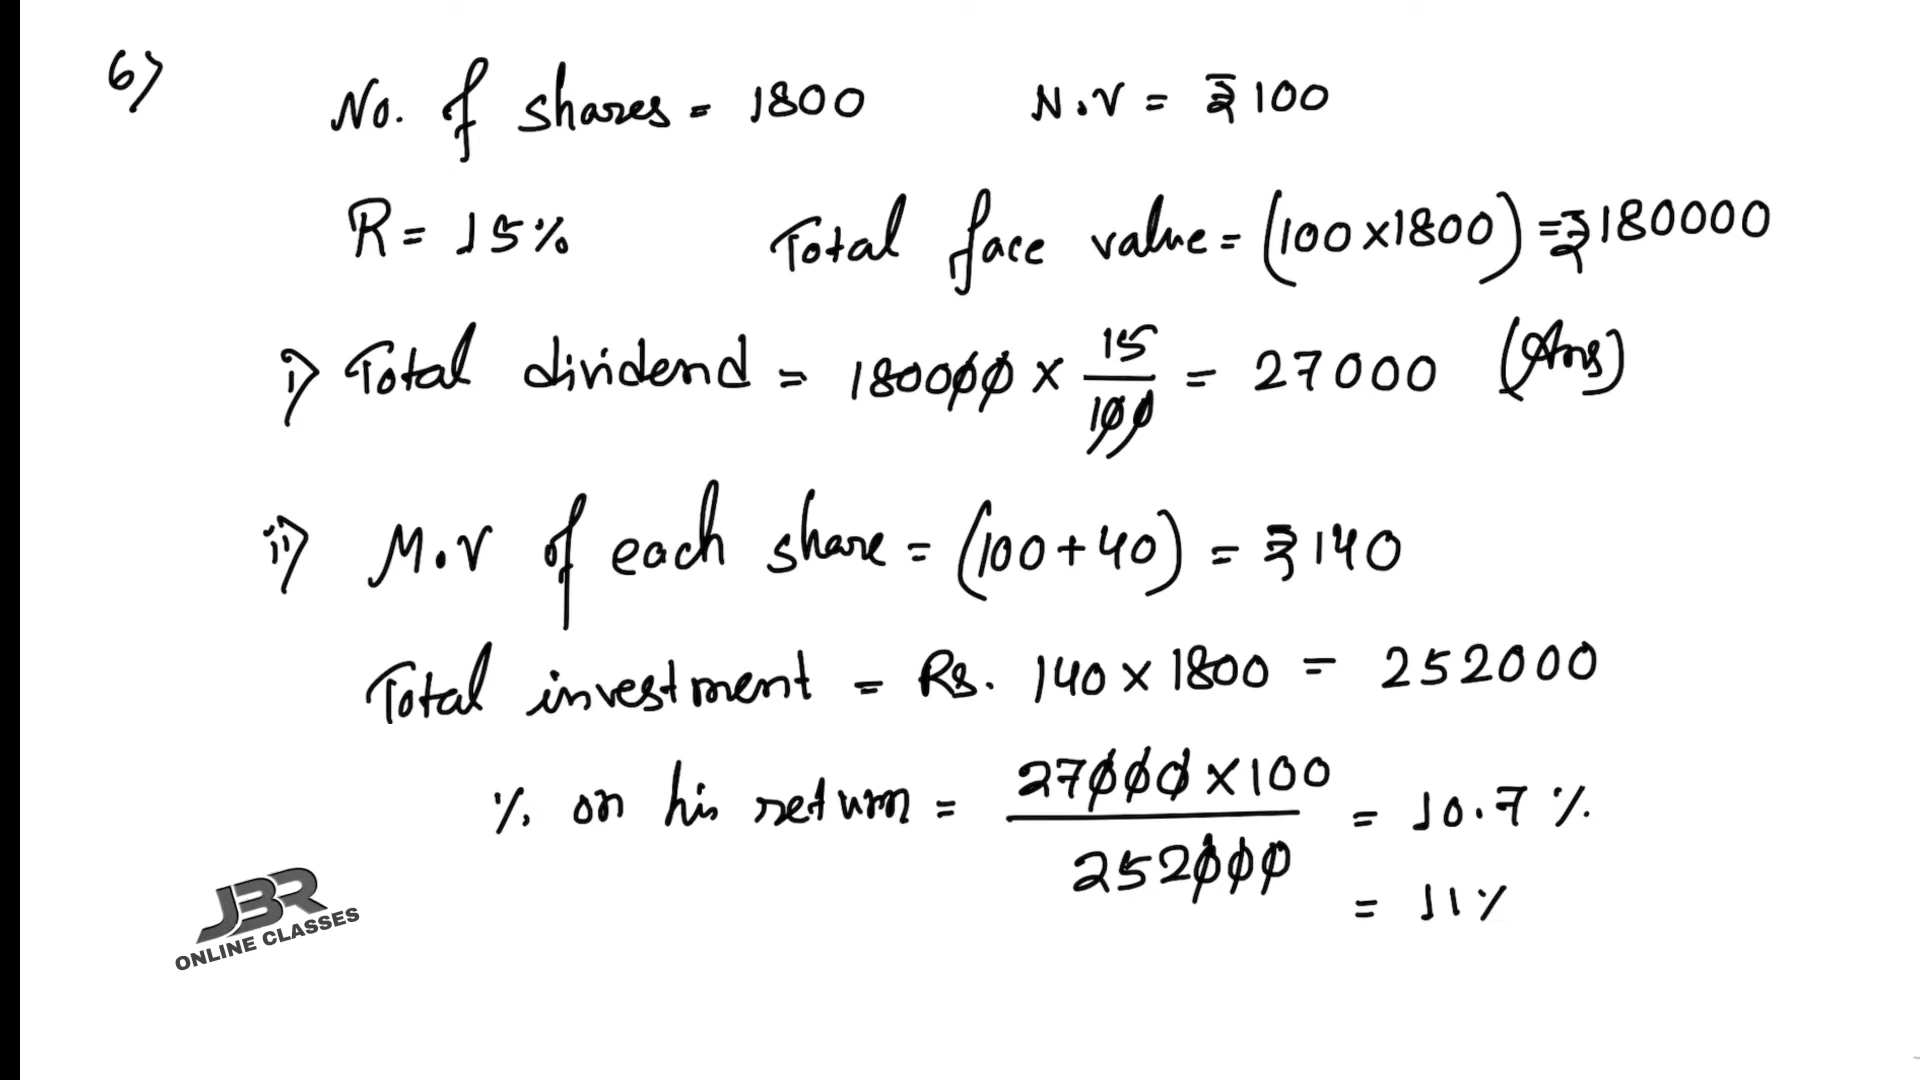 6)
No. of shares = 1800 N.V = ₹100
R = 15% Total face value = (100 x 1800) = ₹180000
i) Total dividend = 180000 x 15/100 = 27000 (Ans)
ii) M.V of each share = (100 + 40) = ₹140
Total investment = Rs. 140 x 1800 = 252000
% on his return = 27000 x 100 / 252000 = 10.7 %
= 11%
JBR
ONLINE CLASSES